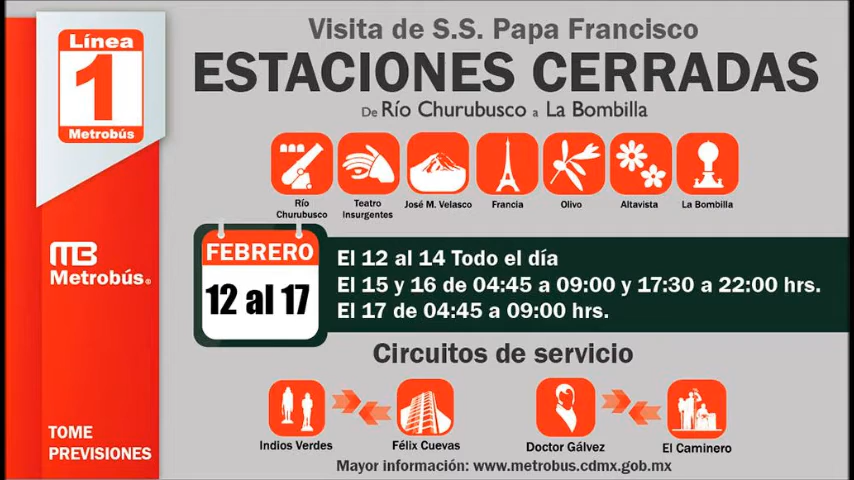 Línea
1
Metrobús
Visita de S.S. Papa Francisco
ESTACIONES CERRADAS
De Río Churubusco a La Bombilla
Río
Churubusco
Teatro
Insurgentes
José M. Velasco
Francia
Olivo
Altavista
La Bombilla
MB
Metrobús®
FEBRERO
12 al 17
El 12 al 14 Todo el día
El 15 y 16 de 04:45 a 09:00 y 17:30 a 22:00 hrs.
El 17 de 04:45 a 09:00 hrs.
Circuitos de servicio
Indios Verdes
Félix Cuevas
Doctor Gálvez
El Caminero
TOME
PREVISIONES
Mayor información: www.metrobus.cdmx.gob.mx